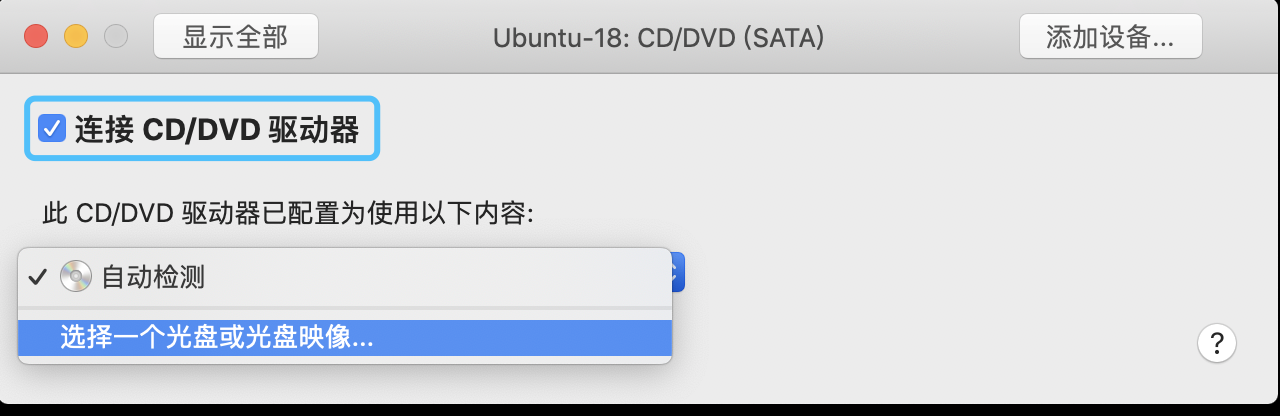 显示全部 Ubuntu-18: CD/DVD (SATA) 添加设备...
连接 CD/DVD 驱动器
此 CD/DVD 驱动器已配置为使用以下内容:
自动检测
选择一个光盘或光盘映像...
?